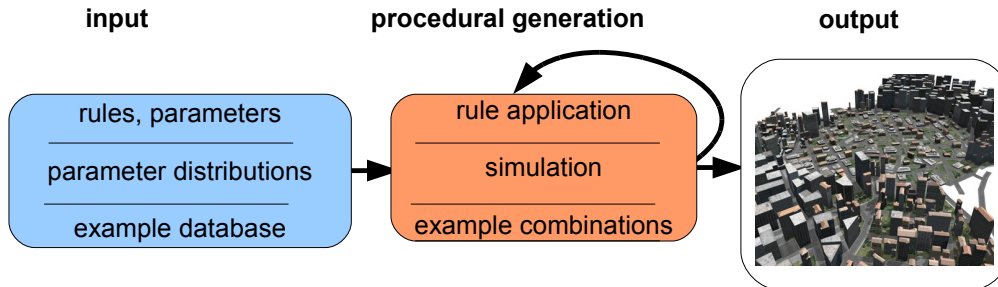 input
procedural generation
output
rules, parameters
parameter distributions
example database
rule application
simulation
example combinations